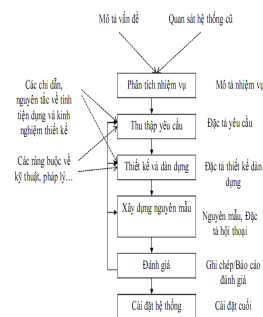 Mô tả vấn đề
Quan sát hệ thống cũ
Các chỉ dẫn,
nguyên tắc về tính
tiện dụng và kinh
nghiệm thiết kế
Các ràng buộc về
kỹ thuật, pháp lý…
Phân tích nhiệm vụ
Mô tả nhiệm vụ
Thu thập yêu cầu
Đặc tả yêu cầu
Thiết kế và dàn dựng
Đặc tả thiết kế dàn
dựng
Xây dựng nguyên mẫu
Nguyên mẫu, Đặc
tả hội thoại
Đánh giá
Ghi chép/Báo cáo
đánh giá
Cài đặt hệ thống
Cài đặt cuối